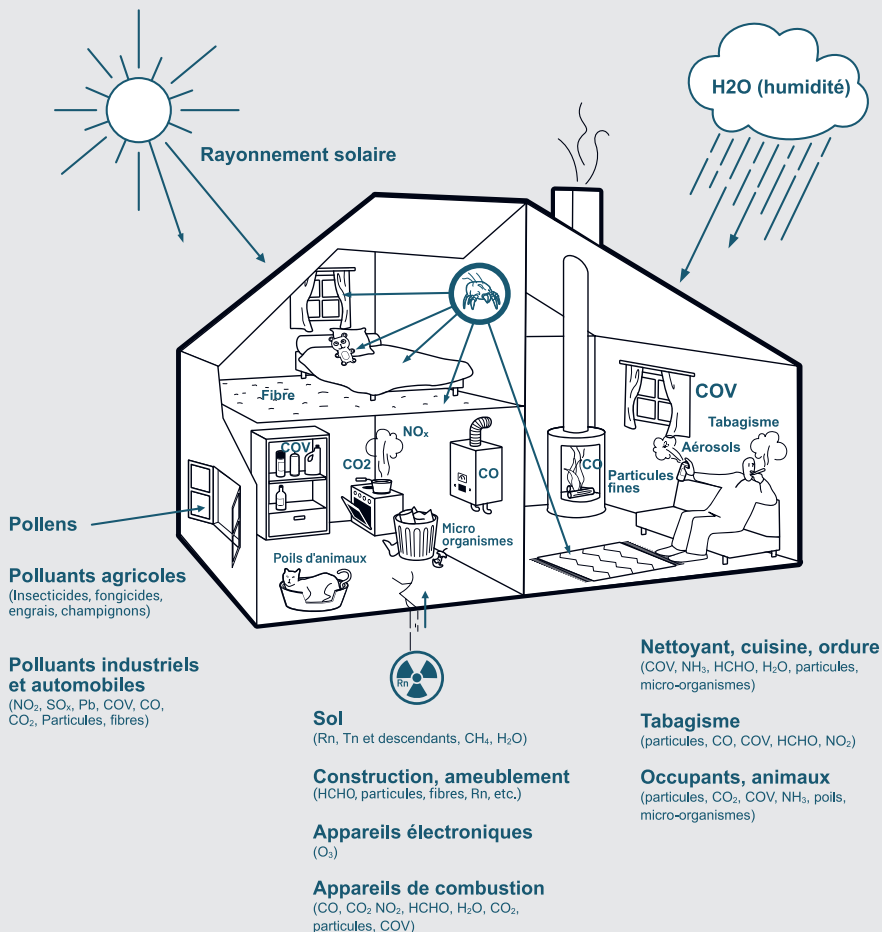 H2O (humidité)
Rayonnement solaire
COV
Tabagisme
Aérosols
Fibre
NOₓ
COV
CO2
CO
CO
Particules
fines
Micro
organismes
Poils d'animaux
Pollens
Polluants agricoles
(Insecticides, fongicides,
engrais, champignons)
Polluants industriels
et automobiles
(NO₂, SOₓ, Pb, COV, CO,
CO₂, Particules, fibres)
Rn
Sol
(Rn, Tn et descendants, CH₄, H₂O)
Construction, ameublement
(HCHO, particules, fibres, Rn, etc.)
Appareils électroniques
(O₃)
Appareils de combustion
(CO, CO₂ NO₂, HCHO, H₂O, CO₂,
particules, COV)
Nettoyant, cuisine, ordure
(COV, NH₃, HCHO, H₂O, particules,
micro-organismes)
Tabagisme
(particules, CO, COV, HCHO, NO₂)
Occupants, animaux
(particules, CO₂, COV, NH₃, poils,
micro-organismes)